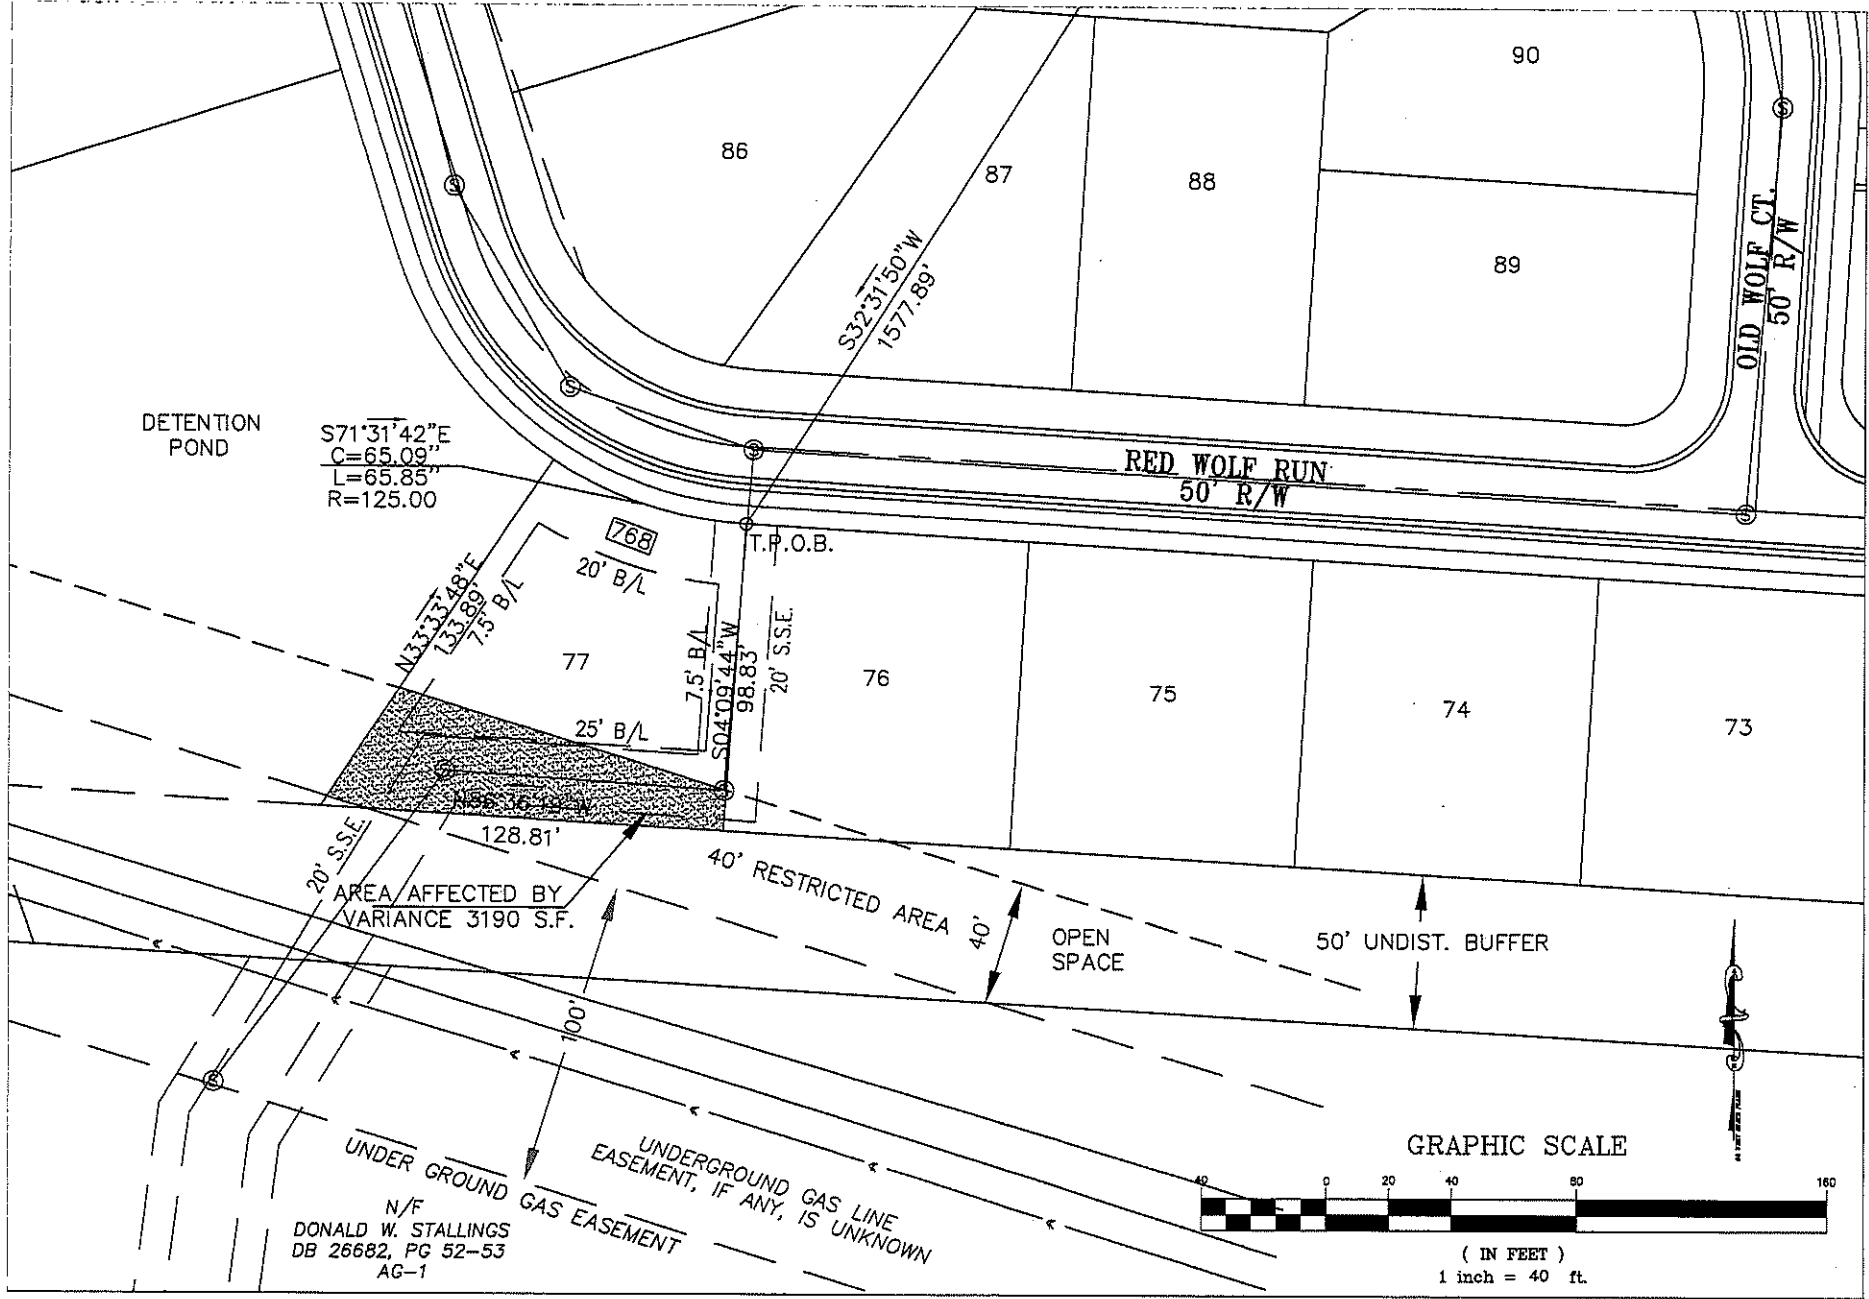 90
86
87
88
89
OLD WOLF CT.
50' R/W
S32°31'50"W
1577.89'
DETENTION
POND
S71°31'42"E
C=65.09"
L=65.85"
R=125.00
RED WOLF RUN
50' R/W
768
T.P.O.B.
20' B/L
N33°33'48"E
133.89'
7.5' B/L
77
7.5' B/L
S04°09'44"W
98.83'
20' S.S.E.
76
75
74
73
25' B/L
128.81'
20' S.S.E.
AREA AFFECTED BY
VARIANCE 3190 S.F.
40' RESTRICTED AREA
40'
OPEN
SPACE
50' UNDIST. BUFFER
100'
UNDER GROUND GAS EASEMENT
UNDERGROUND GAS LINE
EASEMENT, IF ANY, IS UNKNOWN
N/F
DONALD W. STALLINGS
DB 26682, PG 52-53
AG-1
GRAPHIC SCALE
40 0 20 40 80 160
( IN FEET )
1 inch = 40 ft.